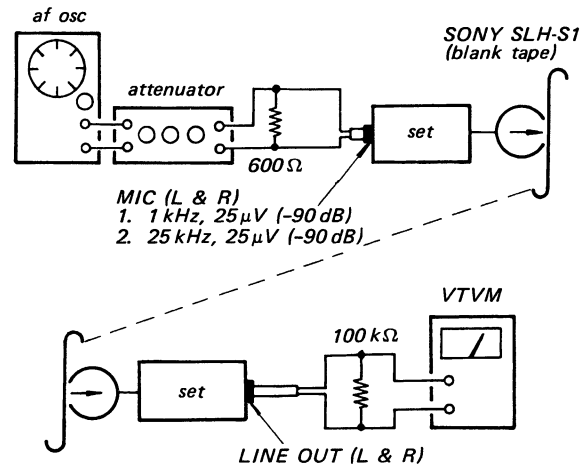 af osc
attenuator
SONY SLH-S1
(blank tape)
set
600 Ω
MIC (L & R)
1. 1 kHz, 25 μV (-90 dB)
2. 25 kHz, 25 μV (-90 dB)
VTVM
100 kΩ
set
LINE OUT (L & R)